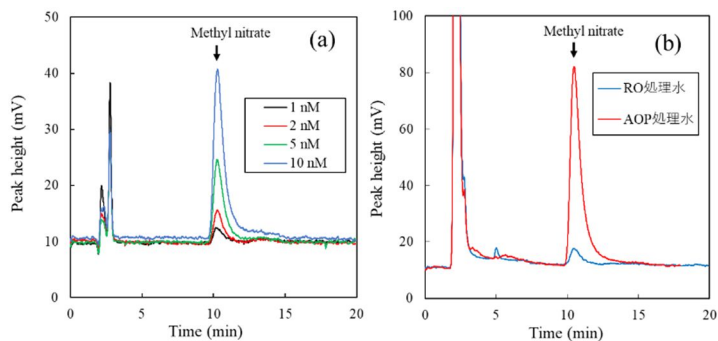 Methyl nitrate
(a)
Peak height (mV)
50
40
30
20
10
0
1 nM
2 nM
5 nM
10 nM
0
5
10
15
20
Time (min)
Methyl nitrate
(b)
Peak height (mV)
100
80
60
40
20
0
RO処理水
AOP処理水
0
5
10
15
20
Time (min)